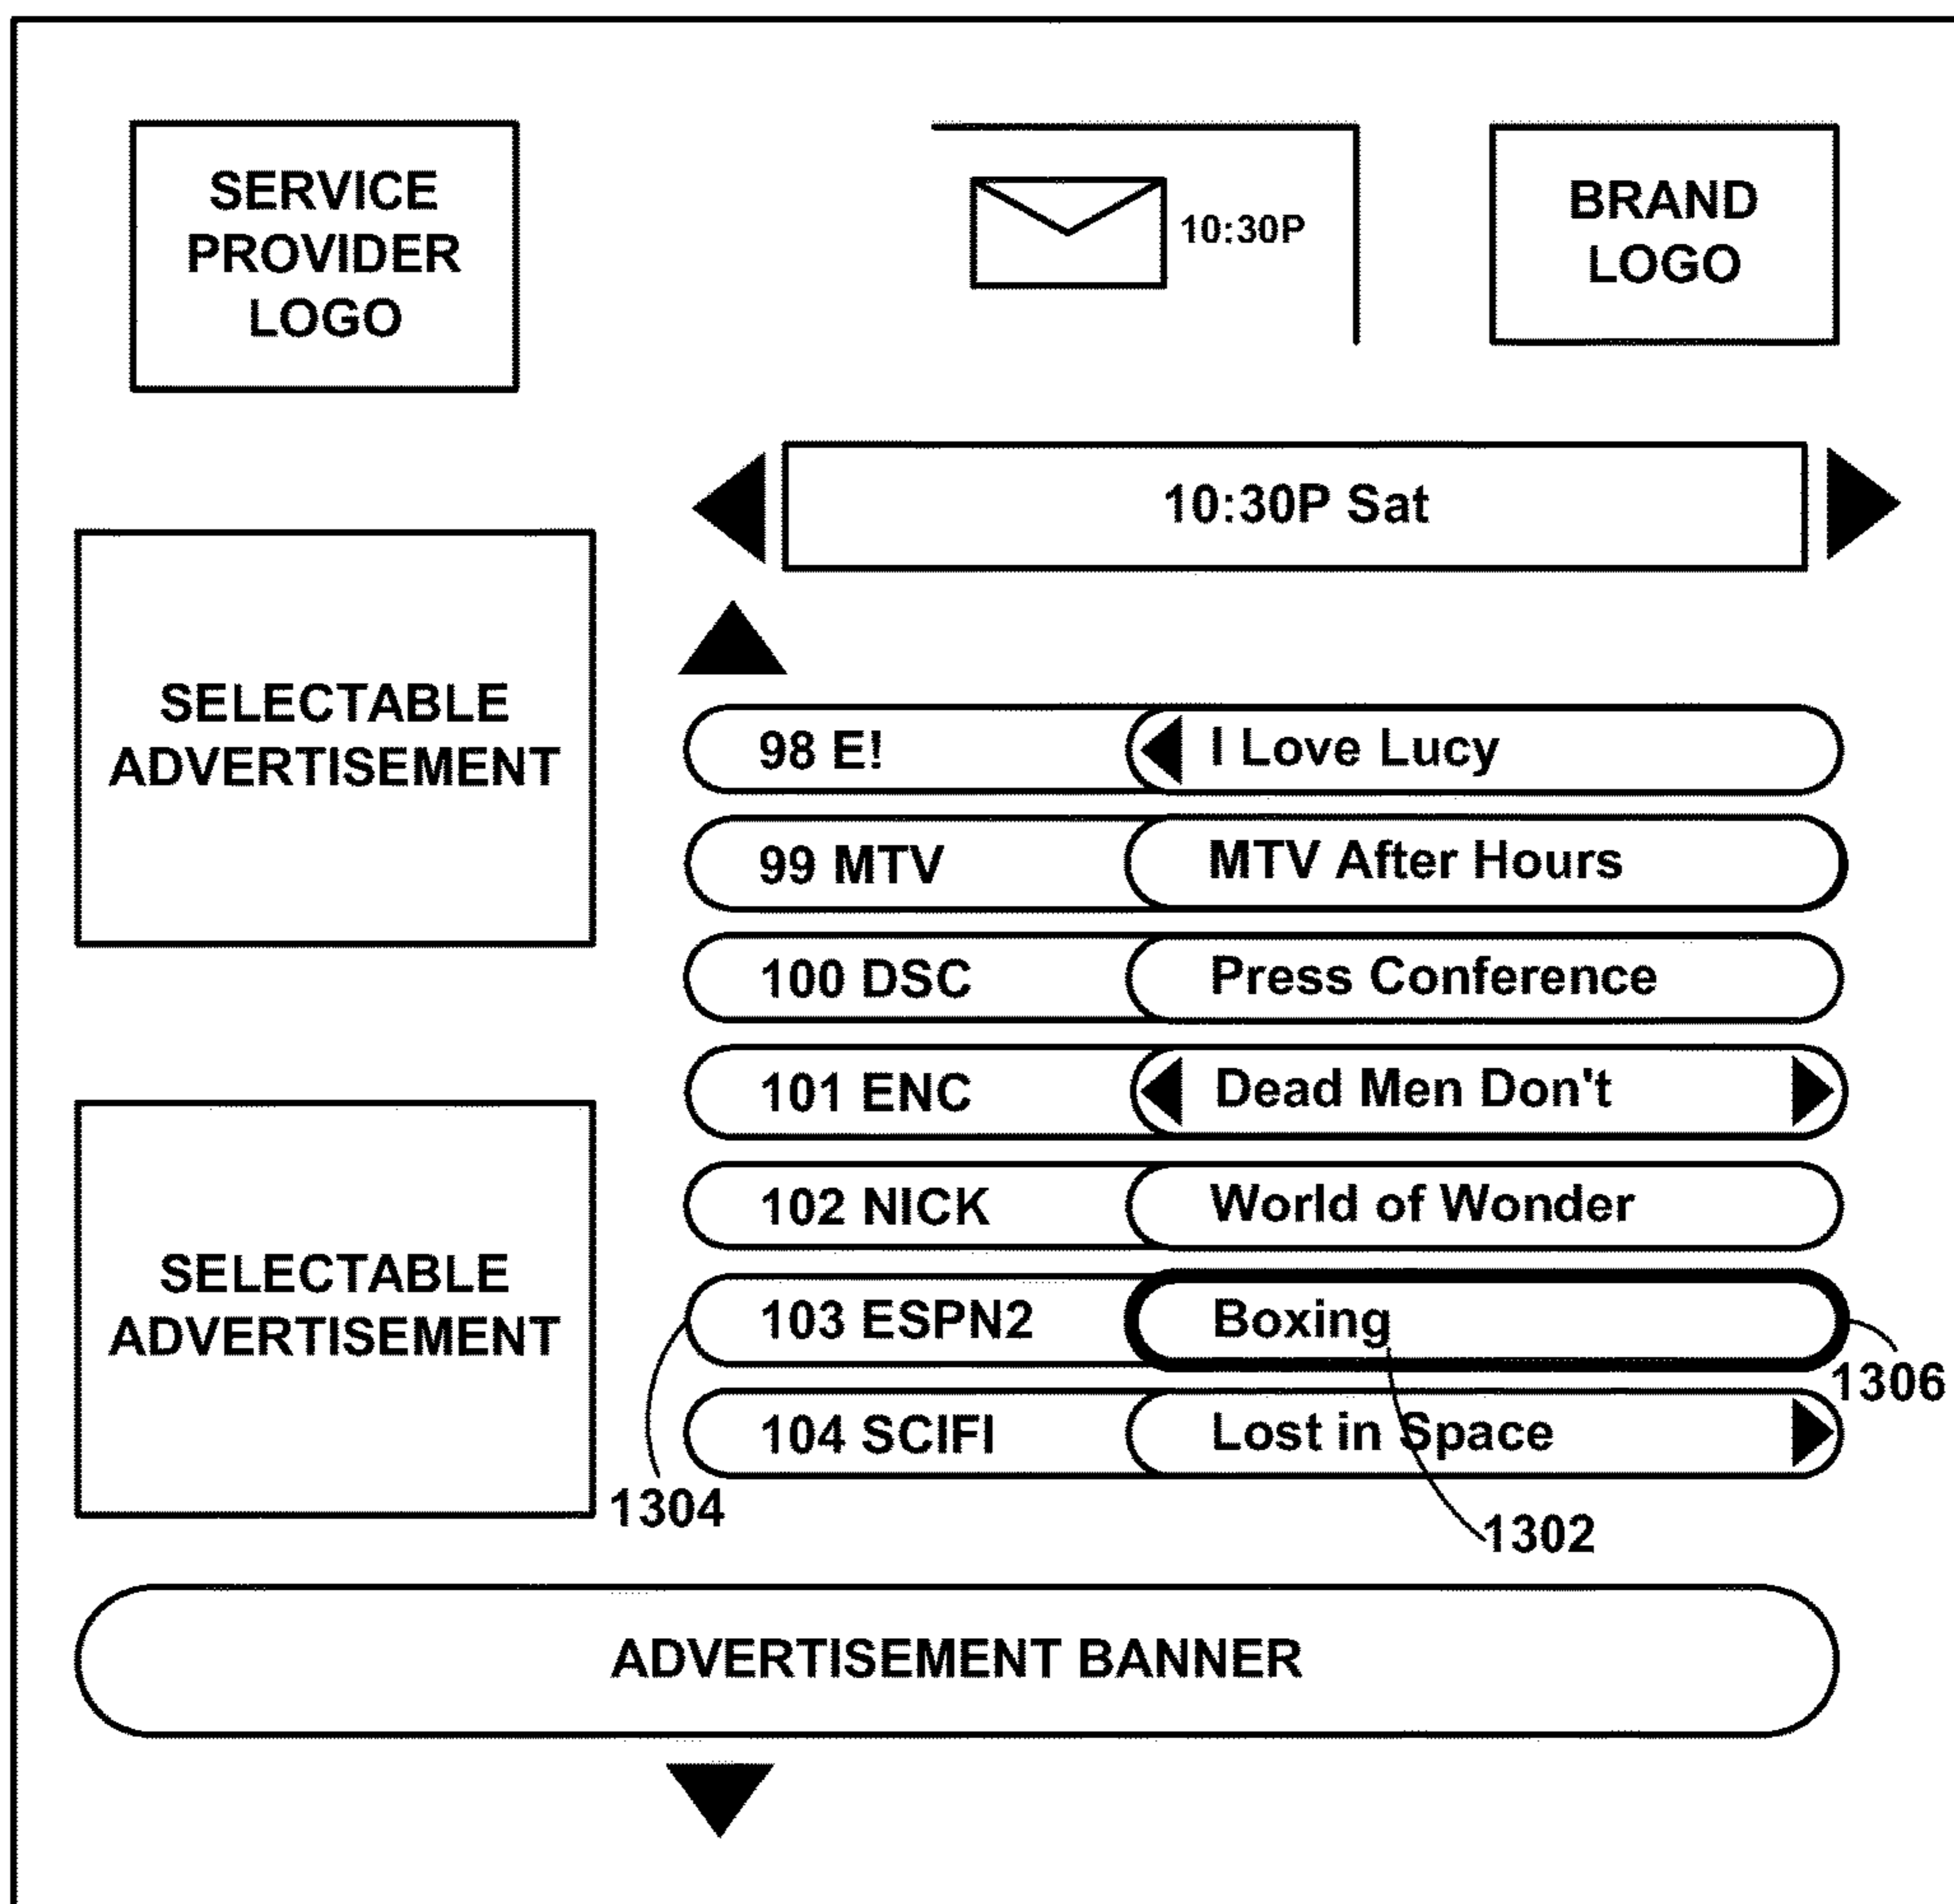 SERVICE
PROVIDER
LOGO
10:30P
BRAND
LOGO
10:30P Sat
SELECTABLE
ADVERTISEMENT
98 E! I Love Lucy
99 MTV MTV After Hours
100 DSC Press Conference
101 ENC Dead Men Don't
102 NICK World of Wonder
SELECTABLE
ADVERTISEMENT
103 ESPN2 Boxing
1306
104 SCIFI Lost in Space
1304
1302
ADVERTISEMENT BANNER